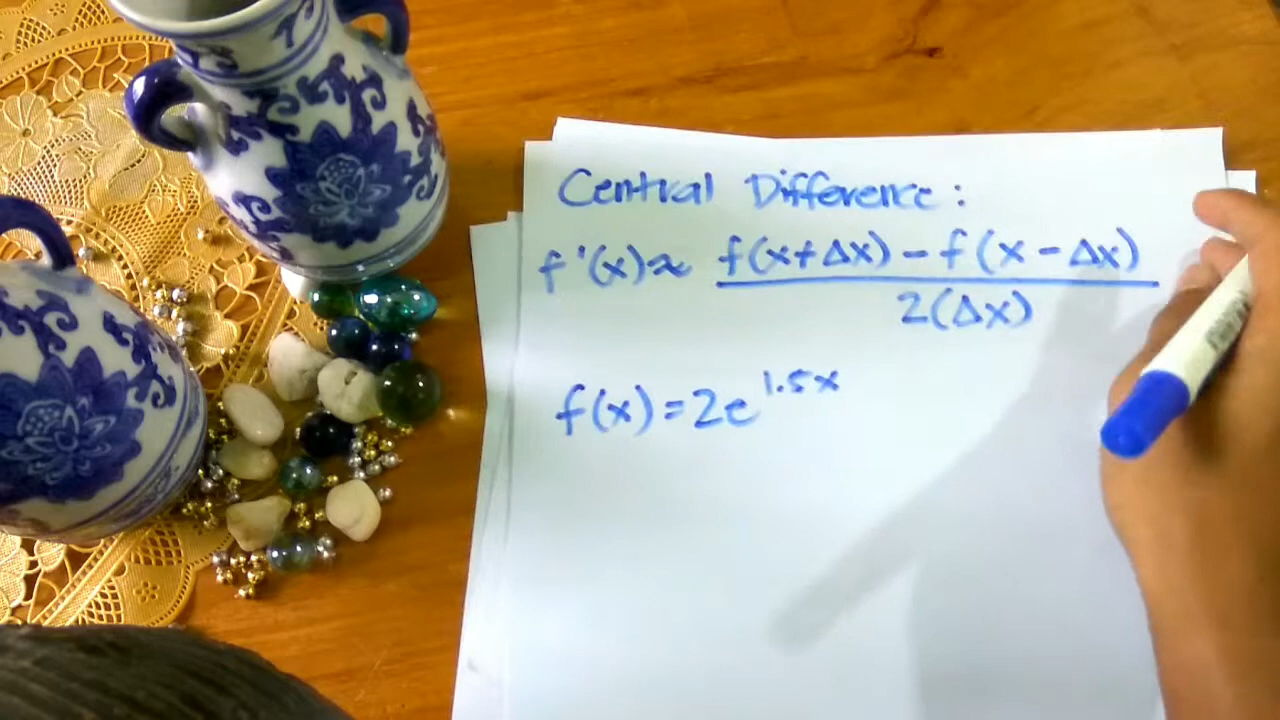 Central Difference:
f'(x)≈ f(x+Δx)-f(x-Δx)
2(Δx)
f(x)=2e^1.5x